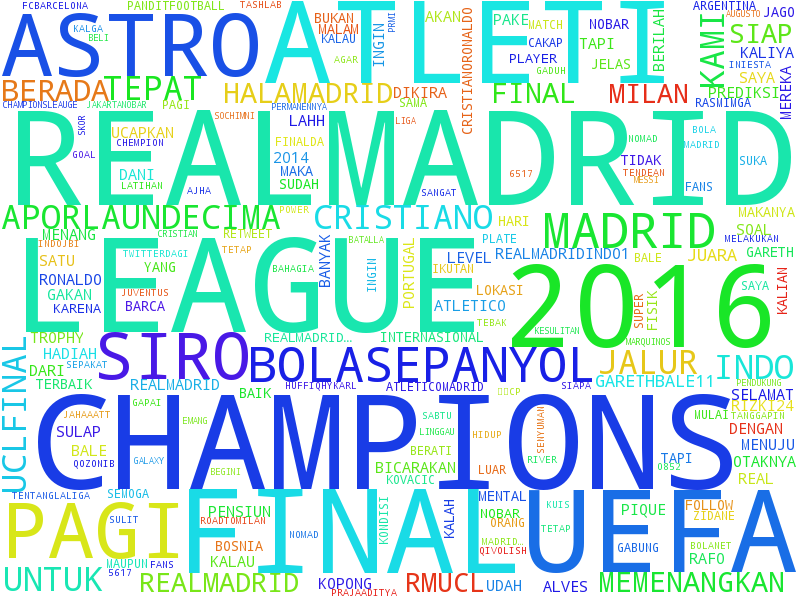 FCBARCELONA
PANDITFOOTBALL
TASHLAB
ARGENTINA
ASTRO
ATLETI
KALGA
BELI
BUKAN
MALAM
KALAU
INGIN
PRMI
AKAN
PAKE
MATCH
NOBAR
BERILAH
KAMI
AUGUSTO
JAGO
SIAP
CAKAP
TAPI
KALIYA
AGAR
PLAYER
JELAS
INIESTA
GADUH
SAYA
BERADA
TEPAT
HALAMADRID
DIKIRA
CRISTIANORONALDO
FINAL
MILAN
PREDIKSI
MEREKA
CHAMPIONSLEAUGE
JAKARTANOBAR
PAGI
PERMANENNYA
SAMA
RASMIMGA
REALMADRID
SKOR
UCAPKAN
SOCHIMNI
LAHH
LIGA
BOLA
CHEMPION
FINALDA
NOMAD
MADRID
GOAL
2014
TIDAK
SUKA
DANI
MAKA
6517
TENDEAN
LATIHAN
AJHA
SUDAH
SANGAT
MESSI
FANS
APORLAUNDECIMA
POWER
CRISTIANO
HARI
MADRID
MAKANYA
SOAL
MENANG
CRISTIAN
RETWEET
PLATE
MELAKUKAN
INDOJBI
TWITTERDAGI
TETAP
BANYAK
BATALLA
PORTUGAL
LEVEL
REALMADRIDINDO1
BALE
JUARA
GARETH
LEAGUE
2016
SATU
YANG
BAHAGIA
INGIN
IKUTAN
KALIAN
RONALDO
LOKASI
SAYA
GAKAN
JUVENTUS
BARCA
ATLETICO
SUPER
FISIK
KARENA
TEBAK
KESULITAN
TROPHY
REALMADRID…
INTERNASIONAL
MARQUINOS
UCLFINAL
HADIAH
SIRO
BOLASEPANYOL
JALUR
INDO
SEPAKAT
DARI
TERBAIK
REALMADRID
BAIK
HUFFIQHYKARL
ATLETICOMADRID
DDCP
SIAPA
GARETHBALE11
PENDUKUNG
SELAMAT
CHAMPIONS
JAHAAATT
GAPAI
EMANG
SABTU
SENYUMAN
RIZKI24
MULAI
TANGGAPIN
SULAP
LINGGAU
HIDUP
DENGAN
BALE
BERATI
MENUJU
QOZONIB
GALAXY
BEGINI
BICARAKAN
LUAR
RIVER
TAPI
OTAKNYA
KOVACIC
0852
REAL
TENTANGLALIGA
SEMOGA
MENTAL
KUIS
FOLLOW
PAGI
FINAL
UEFA
SULIT
PENSIUN
KONDISI
KALAH
NOBAR
PIQUE
ZIDANE
ROADTOMILAN
ORANG
TETAP
NOMAD
BOSNIA
MADRID…
BOLANET
QIVOLISH
GABUNG
RAFO
MAUPUN
FANS
KALAU
UNTUK
5617
REALMADRID
KOPONG
RMUCL
UDAH
ALVES
MEMENANGKAN
PRAJAADITYA